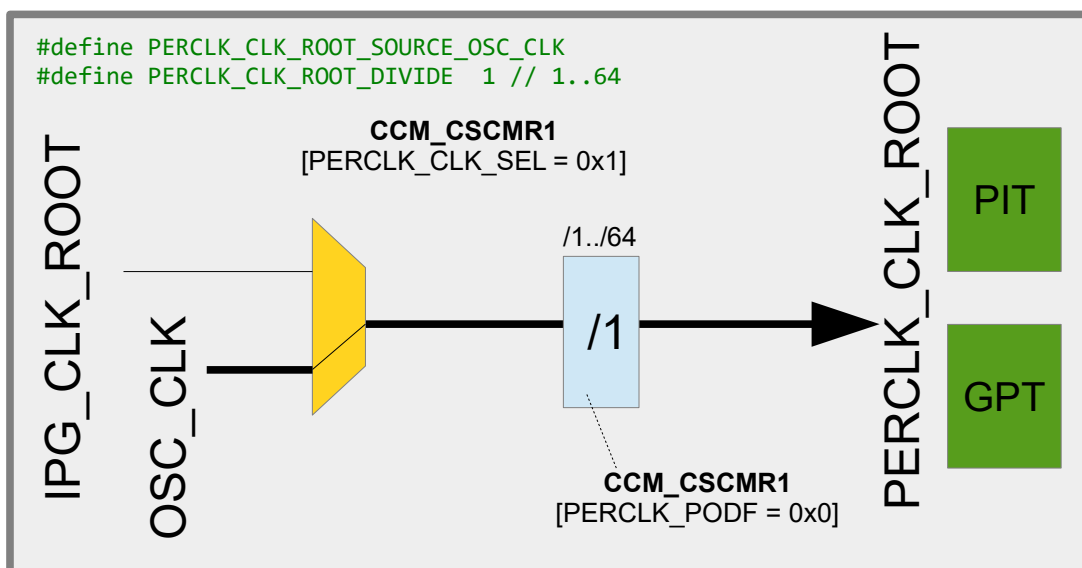 #define PERCLK_CLK_ROOT_SOURCE_OSC_CLK
#define PERCLK_CLK_ROOT_DIVIDE  1 // 1..64
CCM_CSCMR1
[PERCLK_CLK_SEL = 0x1]
IPG_CLK_ROOT
OSC_CLK
/1../64
/1
CCM_CSCMR1
[PERCLK_PODF = 0x0]
PERCLK_CLK_ROOT
PIT
GPT